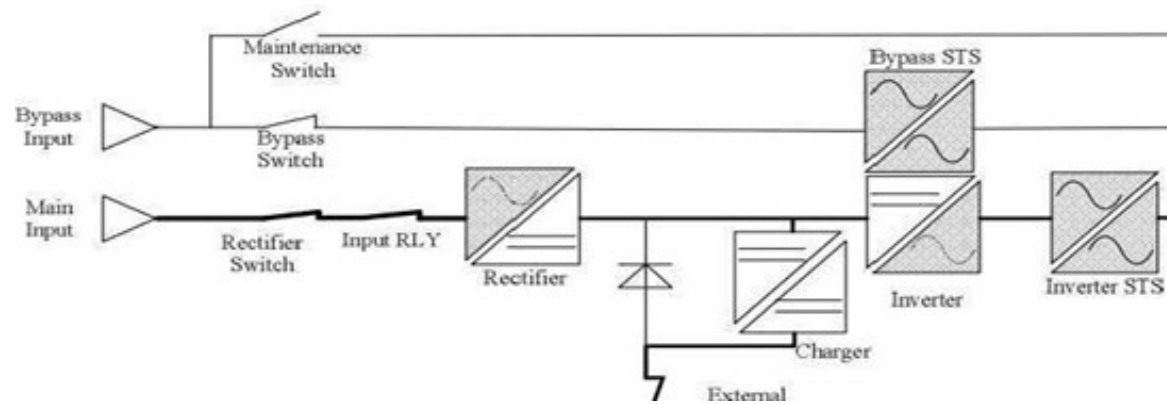 Maintenance
Switch
Bypass STS
Bypass
Input
Bypass
Switch
Main
Input
Rectifier
Switch
Input RLY
Rectifier
Inverter
Inverter STS
Charger
External